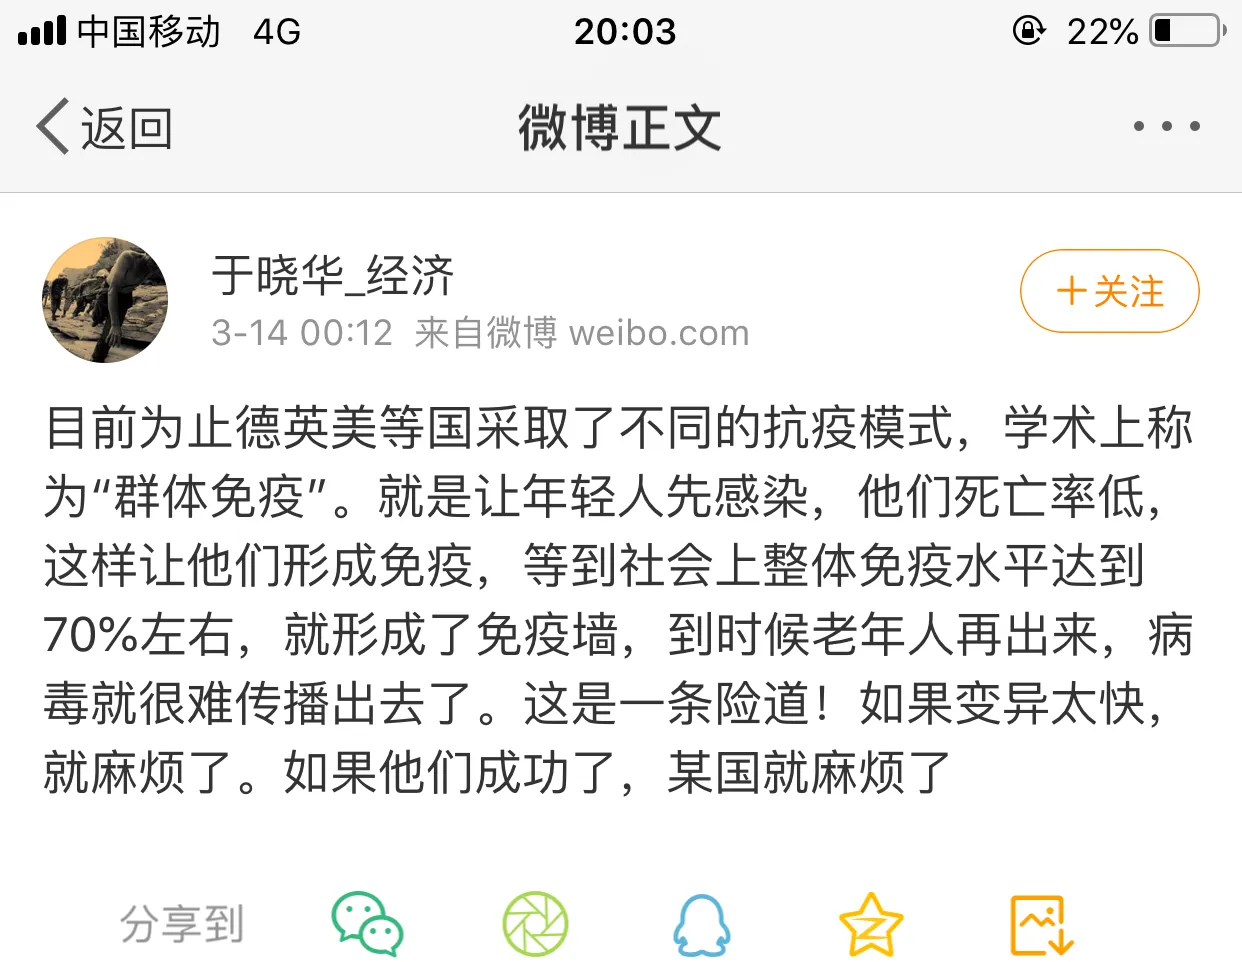 中国移动 4G 20:03 22%
返回 微博正文
于晓华_经济
+关注
3-14 00:12 来自微博 weibo.com
目前为止德英美等国采取了不同的抗疫模式，学术上称
为“群体免疫”。就是让年轻人先感染，他们死亡率低，
这样让他们形成免疫，等到社会上整体免疫水平达到
70%左右，就形成了免疫墙，到时候老年人再出来，病
毒就很难传播出去了。这是一条险道！如果变异太快，
就麻烦了。如果他们成功了，某国就麻烦了
分享到